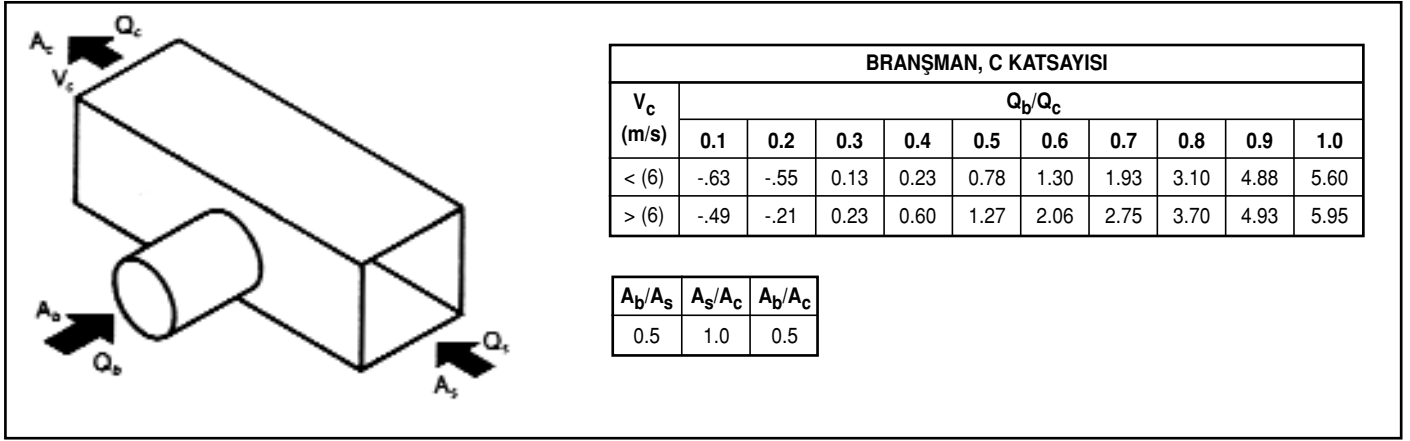 Qc
Ac
Vc
Ab
Qb
Qs
As
BRANŞMAN, C KATSAYISI
Vc (m/s) Qb/Qc
0.1 0.2 0.3 0.4 0.5 0.6 0.7 0.8 0.9 1.0
< (6) -.63 -.55 0.13 0.23 0.78 1.30 1.93 3.10 4.88 5.60
> (6) -.49 -.21 0.23 0.60 1.27 2.06 2.75 3.70 4.93 5.95
Ab/As As/Ac Ab/Ac
0.5 1.0 0.5